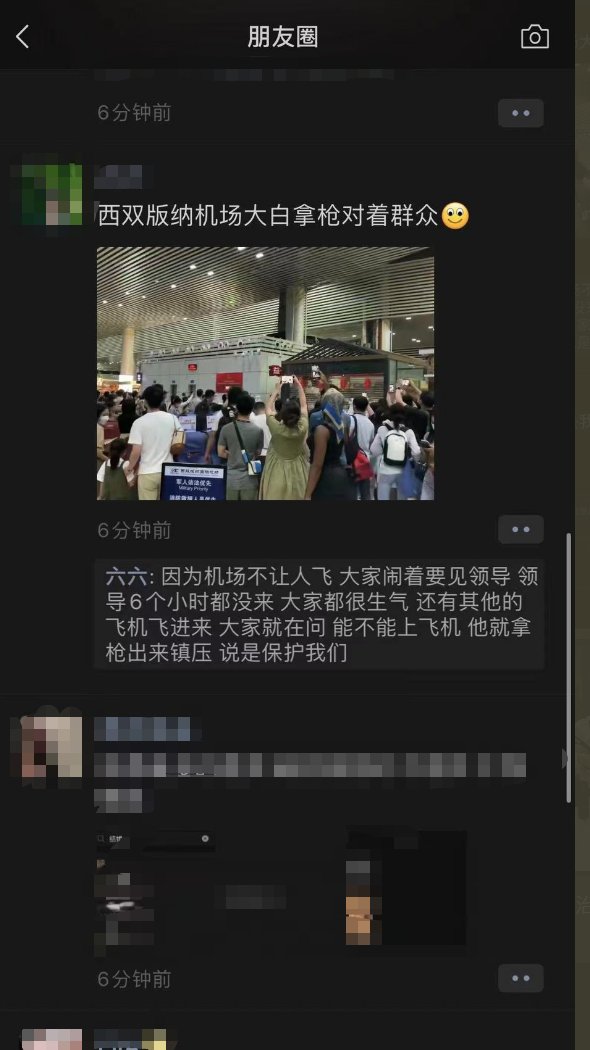 朋友圈
6分钟前
西双版纳机场大白拿枪对着群众
军人依法优先
Military Priority
6分钟前
六六: 因为机场不让人飞 大家闹着要见领导 领
导6个小时都没来 大家都很生气 还有其他的
飞机飞进来 大家就在问 能不能上飞机 他就拿
枪出来镇压 说是保护我们
6分钟前